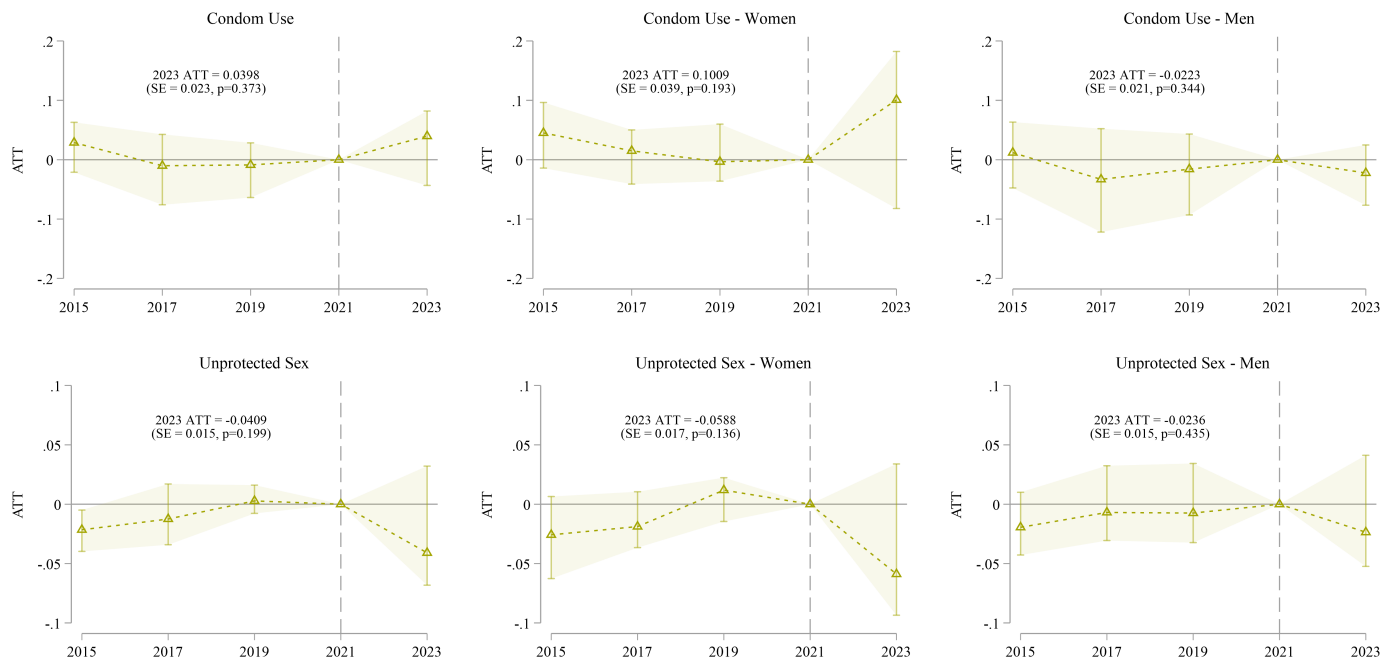 Condom Use
.2
.1
0
-.1
-.2
ATT
2023 ATT = 0.0398
(SE = 0.023, p=0.373)
2015 2017 2019 2021 2023
Condom Use - Women
.2
.1
0
-.1
-.2
ATT
2023 ATT = 0.1009
(SE = 0.039, p=0.193)
2015 2017 2019 2021 2023
Condom Use - Men
.2
.1
0
-.1
-.2
ATT
2023 ATT = -0.0223
(SE = 0.021, p=0.344)
2015 2017 2019 2021 2023
Unprotected Sex
.1
.05
0
-.05
-.1
ATT
2023 ATT = -0.0409
(SE = 0.015, p=0.199)
2015 2017 2019 2021 2023
Unprotected Sex - Women
.1
.05
0
-.05
-.1
ATT
2023 ATT = -0.0588
(SE = 0.017, p=0.136)
2015 2017 2019 2021 2023
Unprotected Sex - Men
.1
.05
0
-.05
-.1
ATT
2023 ATT = -0.0236
(SE = 0.015, p=0.435)
2015 2017 2019 2021 2023